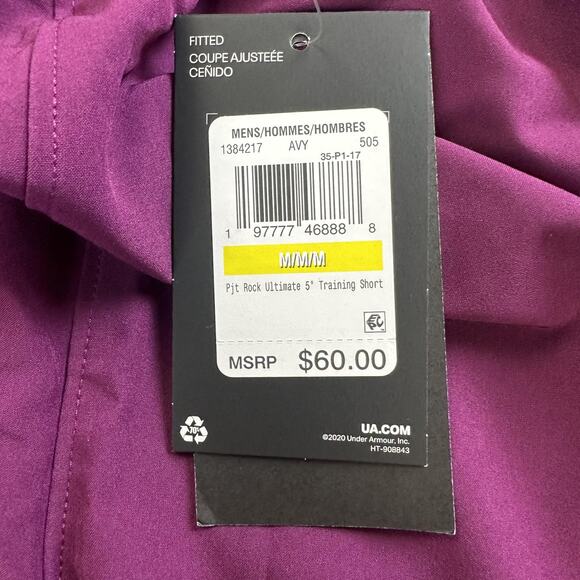 FITTED
COUPE AJUSTEÉE
CEÑIDO
MENS/HOMMES/HOMBRES
1384217 AVY 505
35-P1-17
1 97777 46888 8
M/M/M
Pjt Rock Ultimate 5" Training Short
MSRP $60.00
70%
UA.COM
©2020 Under Armour, Inc.
HT-908843